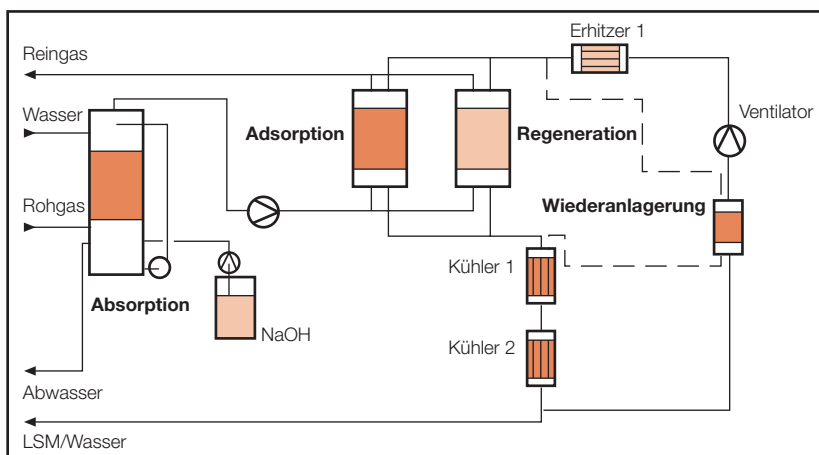 Erhitzer 1
Reingas
Wasser
Adsorption
Regeneration
Ventilator
Rohgas
Wiederanlagerung
Kühler 1
Absorption
NaOH
Kühler 2
Abwasser
LSM/Wasser